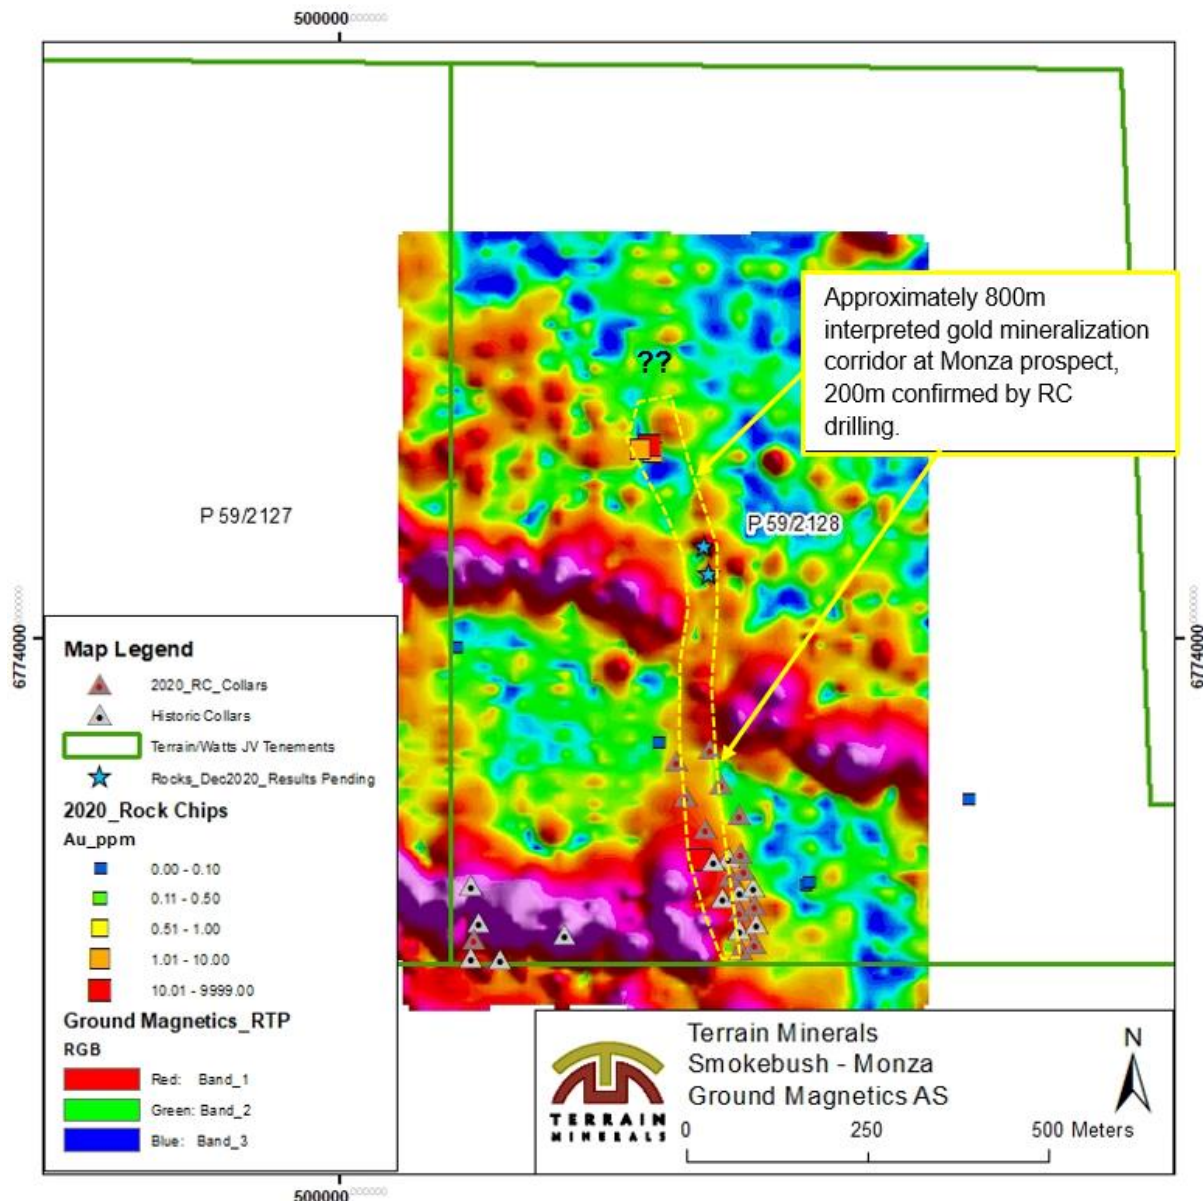 500000
Approximately 800m
interpreted gold mineralization
corridor at Monza prospect,
200m confirmed by RC
drilling.
??
P 59/2127
P 59/2128
6774000
6774000
Map Legend
2020_RC_Collars
Historic Collars
Terrain/Watts JV Tenements
Rocks_Dec2020_Results Pending
2020_Rock Chips
Au_ppm
0.00 - 0.10
0.11 - 0.50
0.51 - 1.00
1.01 - 10.00
10.01 - 9999.00
Ground Magnetics_RTP
RGB
Red: Band_1
Green: Band_2
Blue: Band_3
TERRAIN
MINERALS
Terrain Minerals
Smokebush - Monza
Ground Magnetics AS
N
0 250 500 Meters
500000